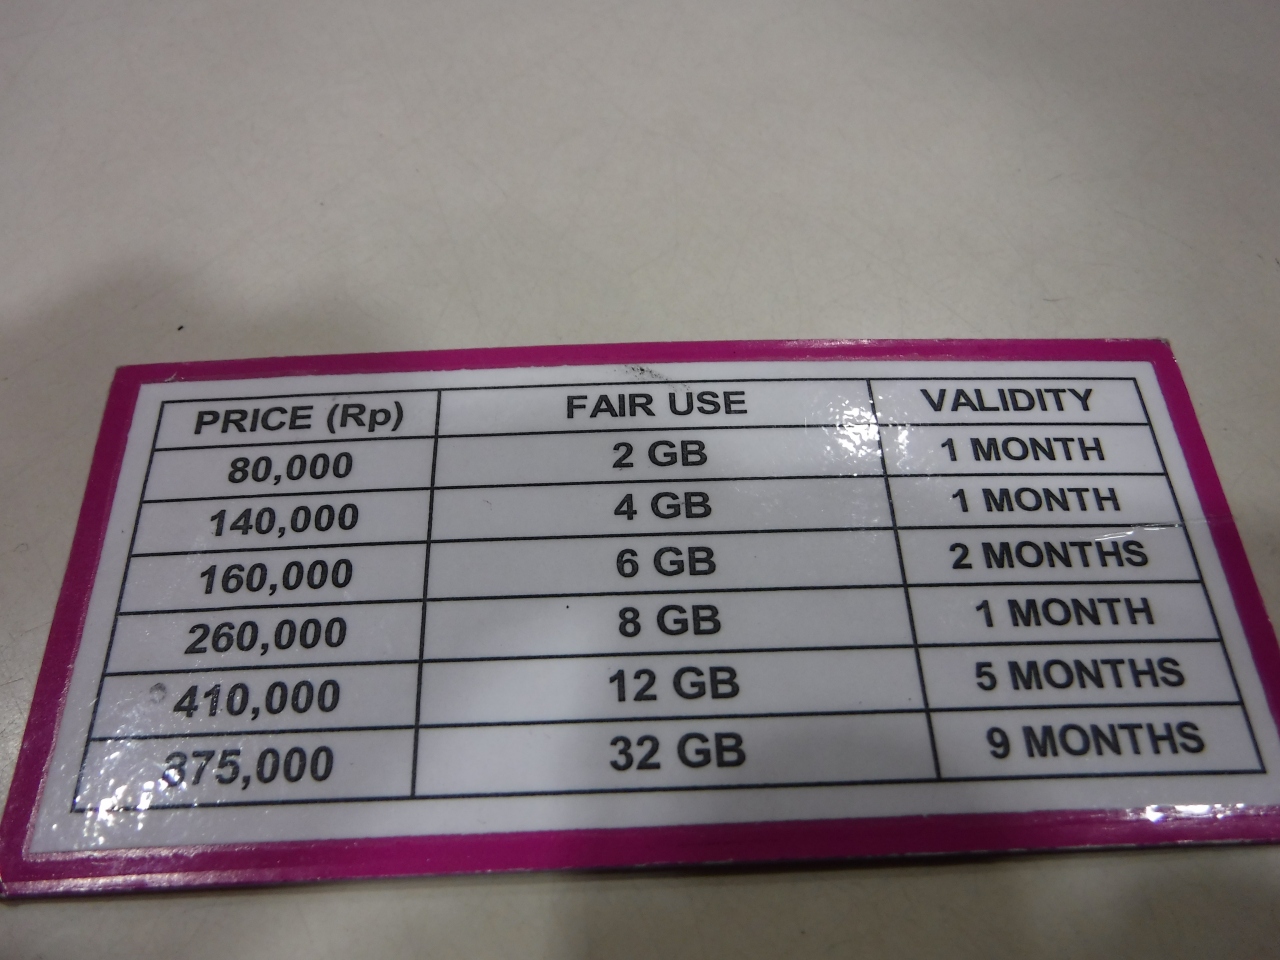 PRICE (Rp) FAIR USE VALIDITY
80,000 2 GB 1 MONTH
140,000 4 GB 1 MONTH
160,000 6 GB 2 MONTHS
260,000 8 GB 1 MONTH
410,000 12 GB 5 MONTHS
375,000 32 GB 9 MONTHS